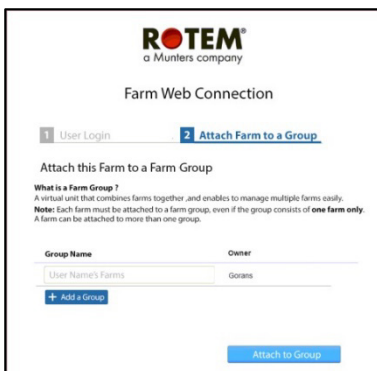 ROTEM®
a Munters company
Farm Web Connection
1 User Login
2 Attach Farm to a Group
Attach this Farm to a Farm Group
What is a Farm Group ?
A virtual unit that combines farms together ,and enables to manage multiple farms easily.
Note: Each farm must be attached to a farm group, even if the group consists of one farm only.
A farm can be attached to more than one group.
Group Name Owner
User Name's Farms Gorans
+ Add a Group
Attach to Group